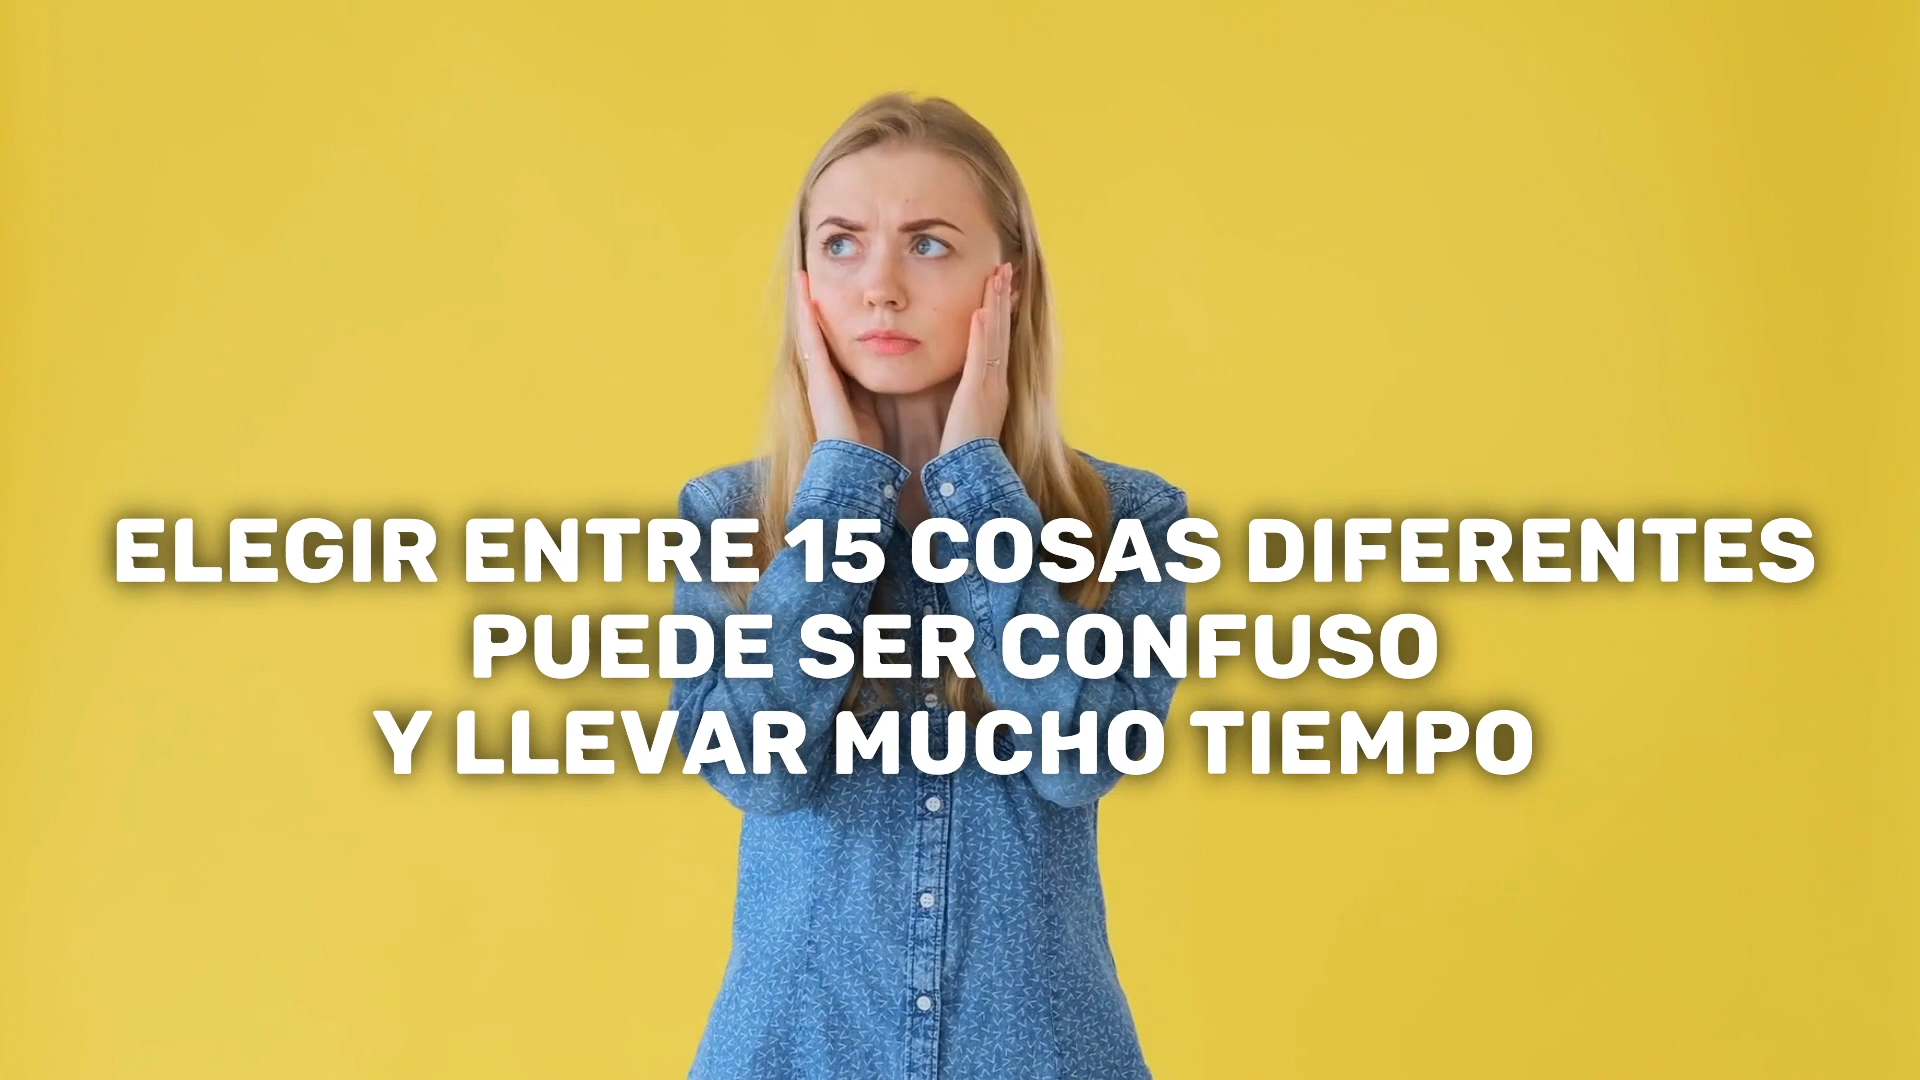 ELEGIR ENTRE 15 COSAS DIFERENTES
PUEDE SER CONFUSO
Y LLEVAR MUCHO TIEMPO